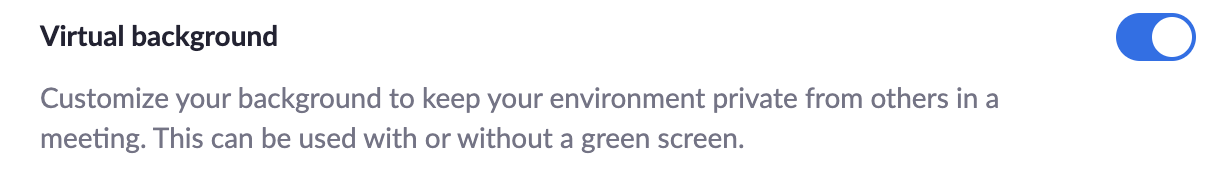 Virtual background
Customize your background to keep your environment private from others in a
meeting. This can be used with or without a green screen.